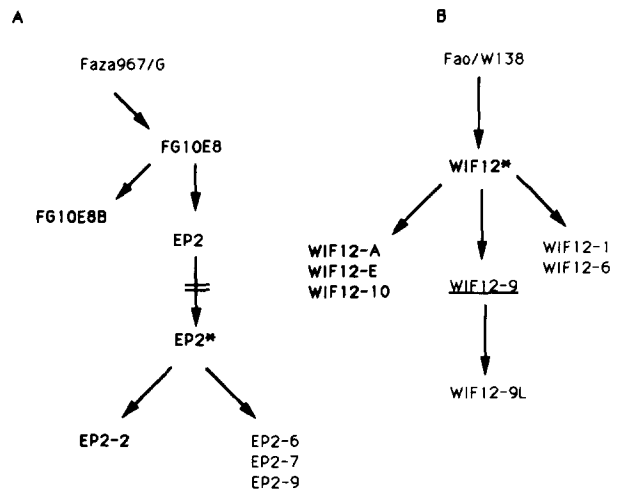 A
Faza967/G
FG10E8
FG10E8B
EP2
EP2*
EP2-2
EP2-6
EP2-7
EP2-9
B
Fao/W138
WIF12*
WIF12-A
WIF12-E
WIF12-10
WIF12-9
WIF12-1
WIF12-6
WIF12-9L